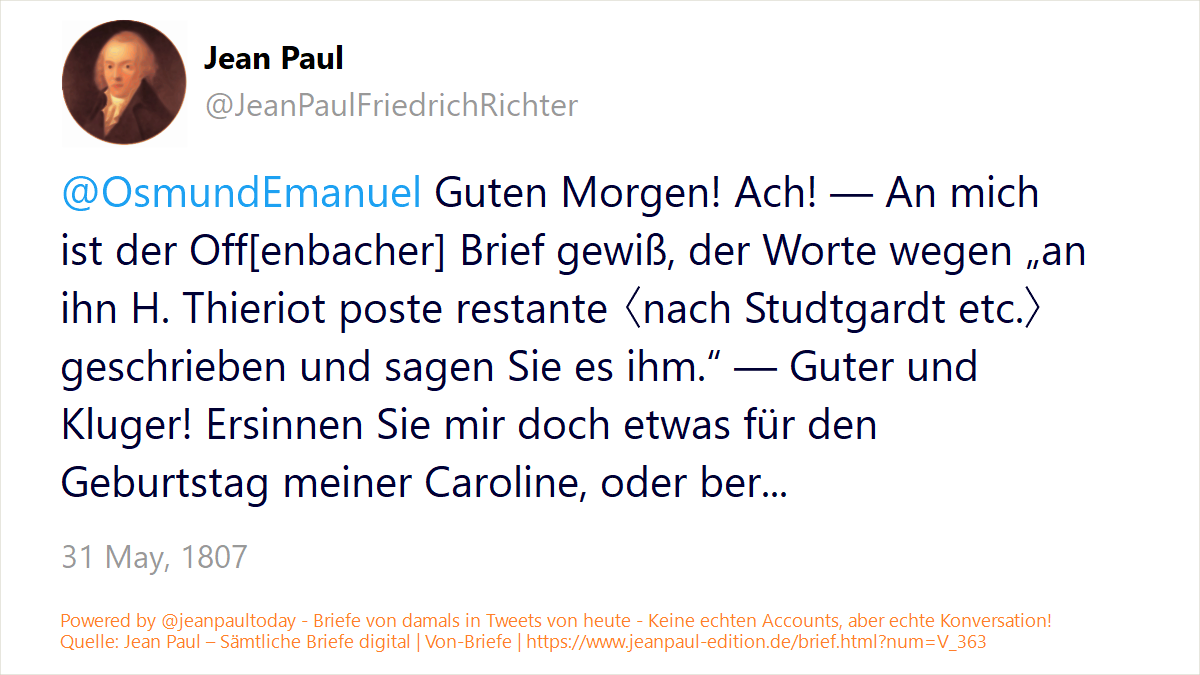 Jean Paul
@JeanPaulFriedrichRichter
@OsmundEmanuel Guten Morgen! Ach! — An mich
ist der Off[enbacher] Brief gewiß, der Worte wegen „an
ihn H. Thieriot poste restante 〈nach Studtgardt etc.〉
geschrieben und sagen Sie es ihm.“ — Guter und
Kluger! Ersinnen Sie mir doch etwas für den
Geburtstag meiner Caroline, oder ber...
31 May, 1807
Powered by @jeanpaultoday - Briefe von damals in Tweets von heute - Keine echten Accounts, aber echte Konversation!
Quelle: Jean Paul – Sämtliche Briefe digital | Von-Briefe | https://www.jeanpaul-edition.de/brief.html?num=V_363